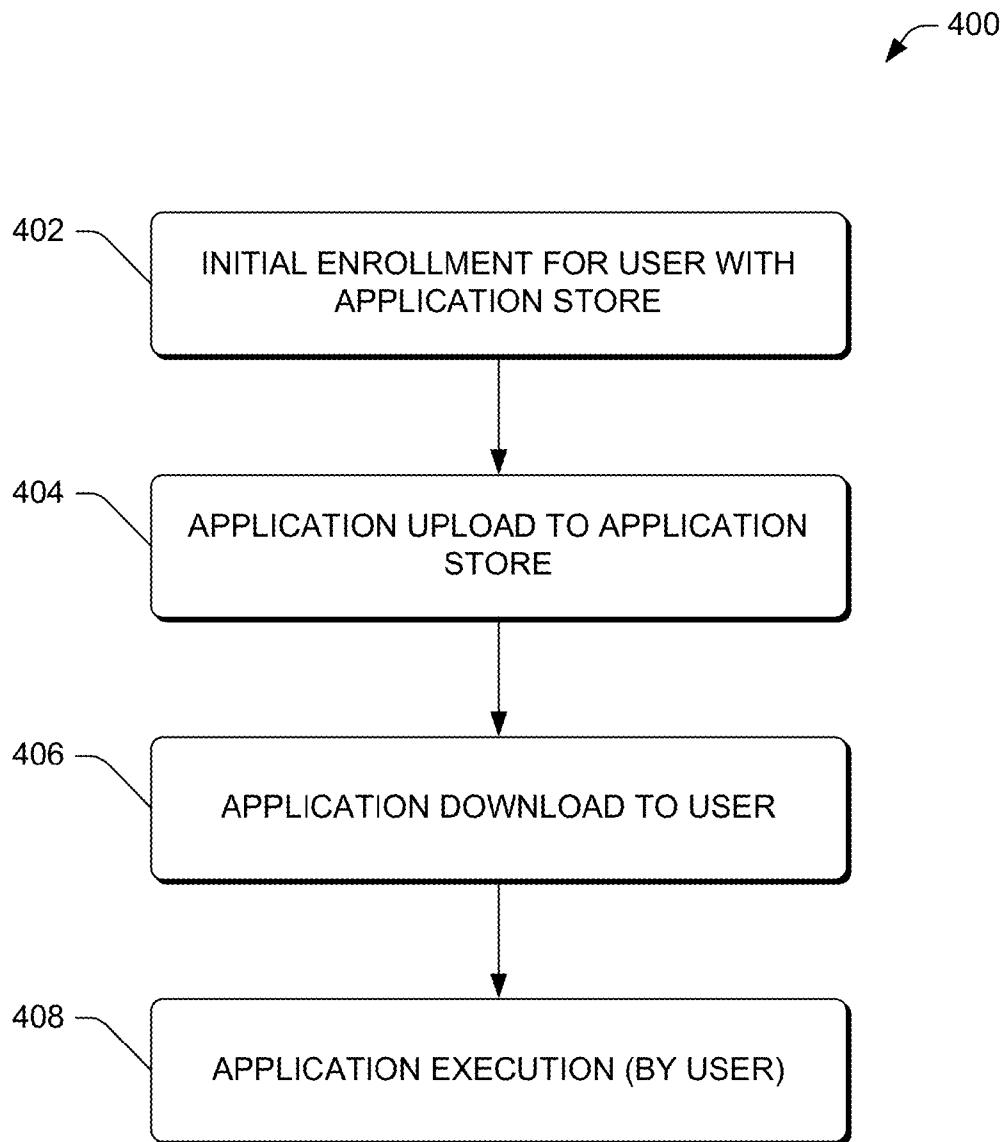 400
402
INITIAL ENROLLMENT FOR USER WITH
APPLICATION STORE
404
APPLICATION UPLOAD TO APPLICATION
STORE
406
APPLICATION DOWNLOAD TO USER
408
APPLICATION EXECUTION (BY USER)